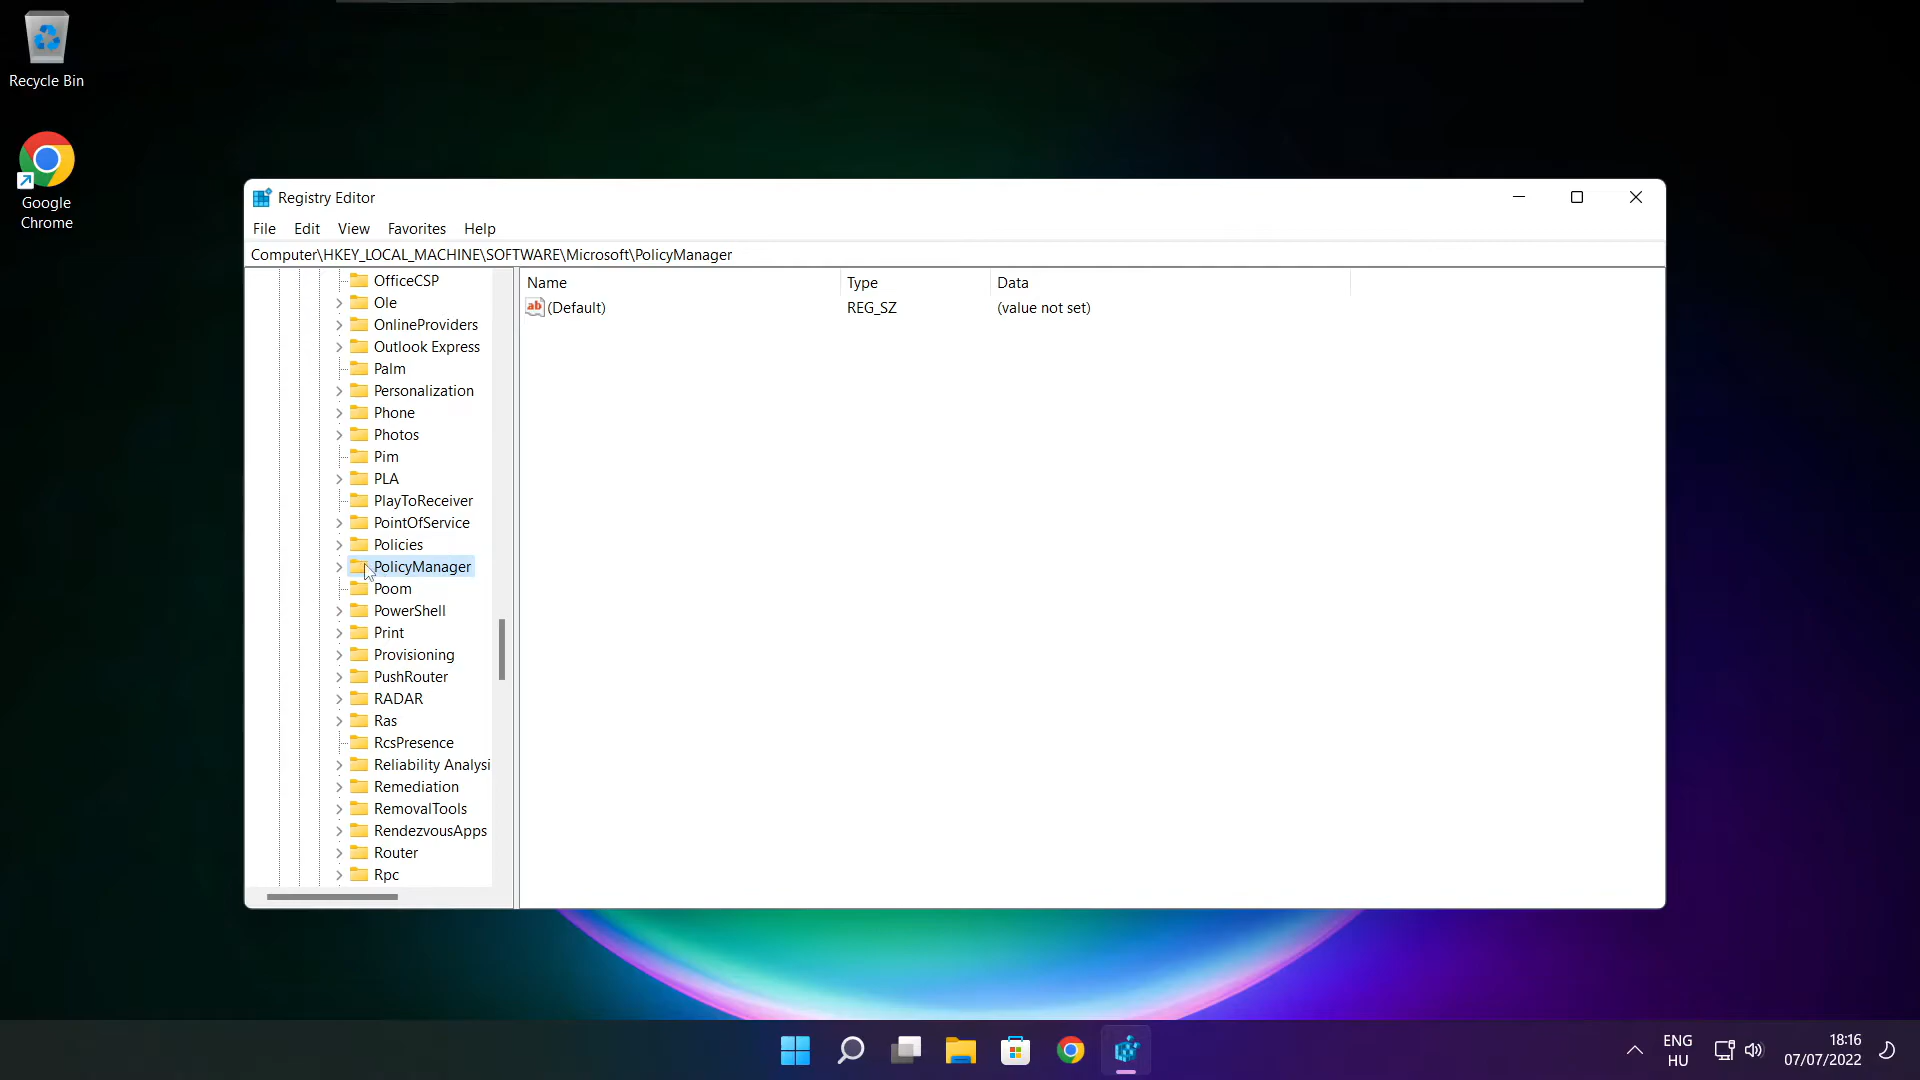 Recycle Bin
Google
Chrome
Registry Editor
File Edit View Favorites Help
Computer\HKEY_LOCAL_MACHINE\SOFTWARE\Microsoft\PolicyManager
OfficeCSP
Ole
OnlineProviders
Outlook Express
Palm
Personalization
Phone
Photos
Pim
PLA
PlayToReceiver
PointOfService
Policies
PolicyManager
Poom
PowerShell
Print
Provisioning
PushRouter
RADAR
Ras
RcsPresence
Reliability Analysi
Remediation
RemovalTools
RendezvousApps
Router
Rpc
Name Type Data
ab (Default) REG_SZ (value not set)
ENG
HU
18:16
07/07/2022